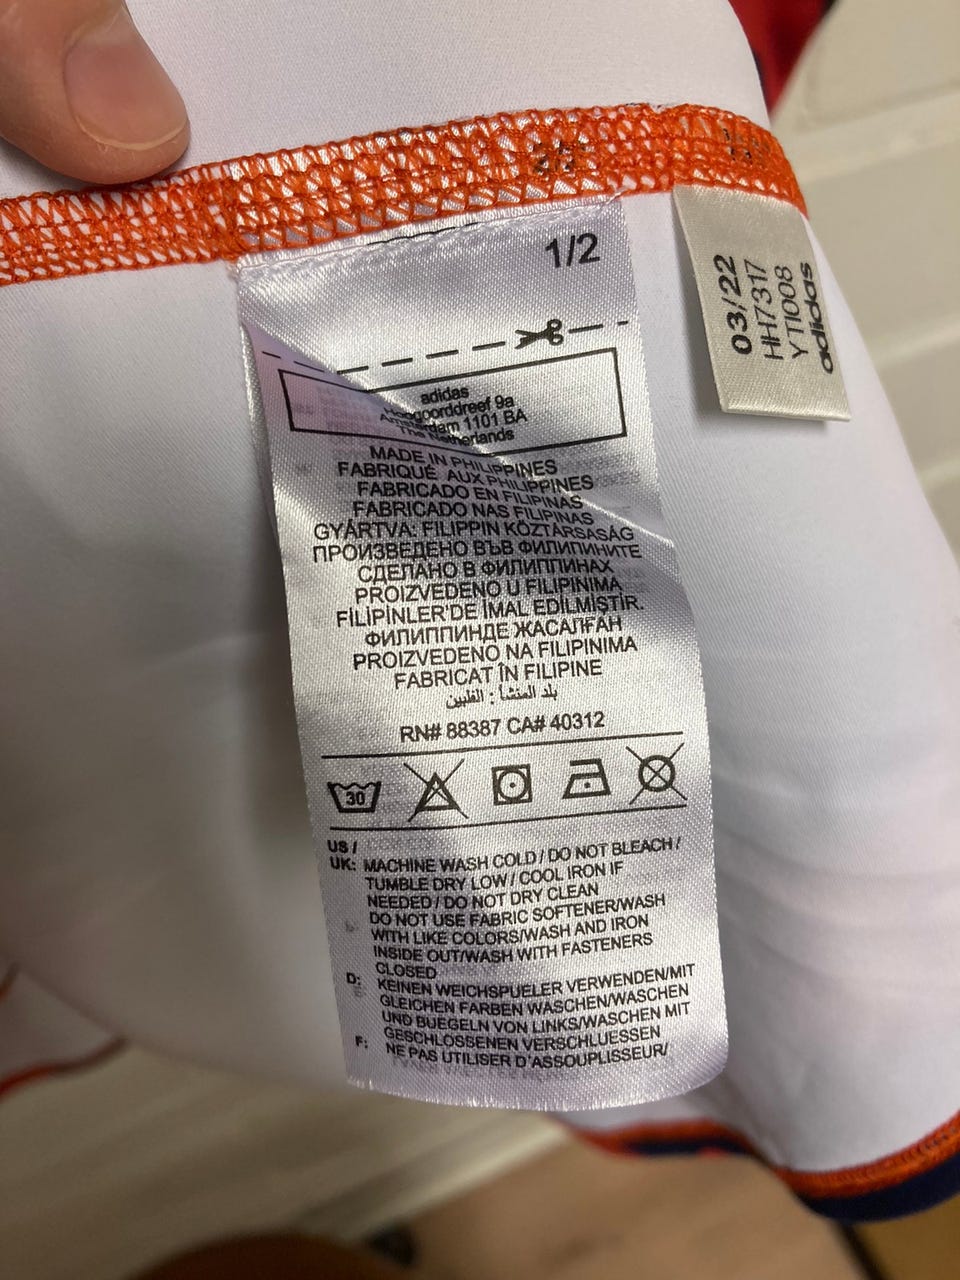 1/2
adidas
Hoogoorddreef 9a
Amsterdam 1101 BA
The Netherlands
MADE IN PHILIPPINES
FABRIQUÉ AUX PHILIPPINES
FABRICADO EN FILIPINAS
FABRICADO NAS FILIPINAS
GYÁRTVA: FILIPPIN KÖZTÁRSASÁG
ПРОИЗВЕДЕНО ВЪВ ФИЛИПИНИТЕ
СДЕЛАНО В ФИЛИППИНАХ
PROIZVEDENO U FILIPINIMA
FİLİPİNLER'DE İMAL EDİLMİŞTİR.
ФИЛИППИНДЕ ЖАСАЛҒАН
PROIZVEDENO NA FILIPINIMA
FABRICAT ÎN FILIPINE
بلد المنشأ : الفلبين
RN# 88387 CA# 40312
30
US /
UK: MACHINE WASH COLD / DO NOT BLEACH /
TUMBLE DRY LOW / COOL IRON IF
NEEDED / DO NOT DRY CLEAN
DO NOT USE FABRIC SOFTENER/WASH
WITH LIKE COLORS/WASH AND IRON
INSIDE OUT/WASH WITH FASTENERS
CLOSED
D: KEINEN WEICHSPUELER VERWENDEN/MIT
GLEICHEN FARBEN WASCHEN/WASCHEN
UND BUEGELN VON LINKS/WASCHEN MIT
GESCHLOSSENEN VERSCHLUESSEN
F: NE PAS UTILISER D'ASSOUPLISSEUR/
03/22
HH7317
YTI008
adidas